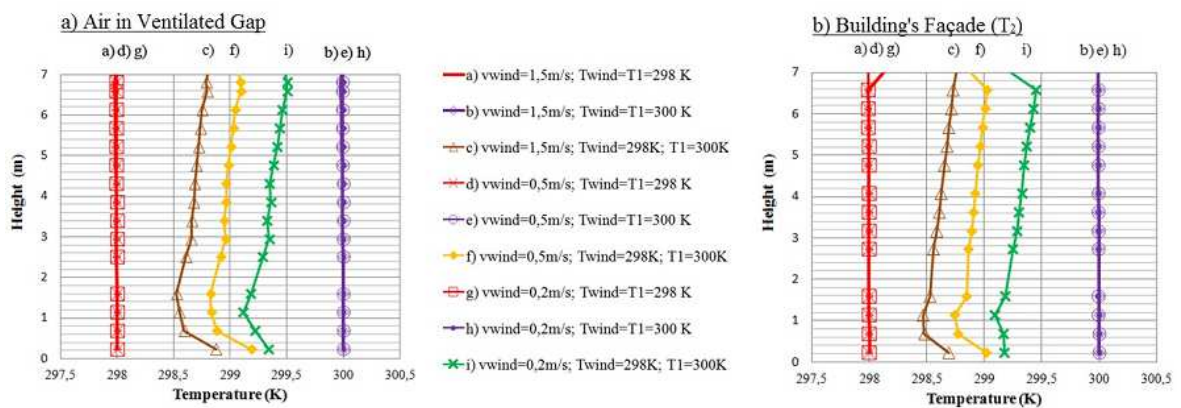 a) Air in Ventilated Gap
a) d) g) c) f) i) b) e) h)
7
6
5
4
3
2
1
0
Height (m)
297,5 298 298,5 299 299,5 300 300,5
Temperature (K)
a) vwind=1,5m/s; Twind=T1=298 K
b) vwind=1,5m/s; Twind=T1=300 K
c) vwind=1,5m/s; Twind=298K; T1=300K
d) vwind=0,5m/s; Twind=T1=298 K
e) vwind=0,5m/s; Twind=T1=300 K
f) vwind=0,5m/s; Twind=298K; T1=300K
g) vwind=0,2m/s; Twind=T1=298 K
h) vwind=0,2m/s; Twind=T1=300 K
i) vwind=0,2m/s; Twind=298K; T1=300K
b) Building's Façade (T₂)
a) d) g) c) f) i) b) e) h)
7
6
5
4
3
2
1
0
Height (m)
297,5 298 298,5 299 299,5 300 300,5
Temperature (K)